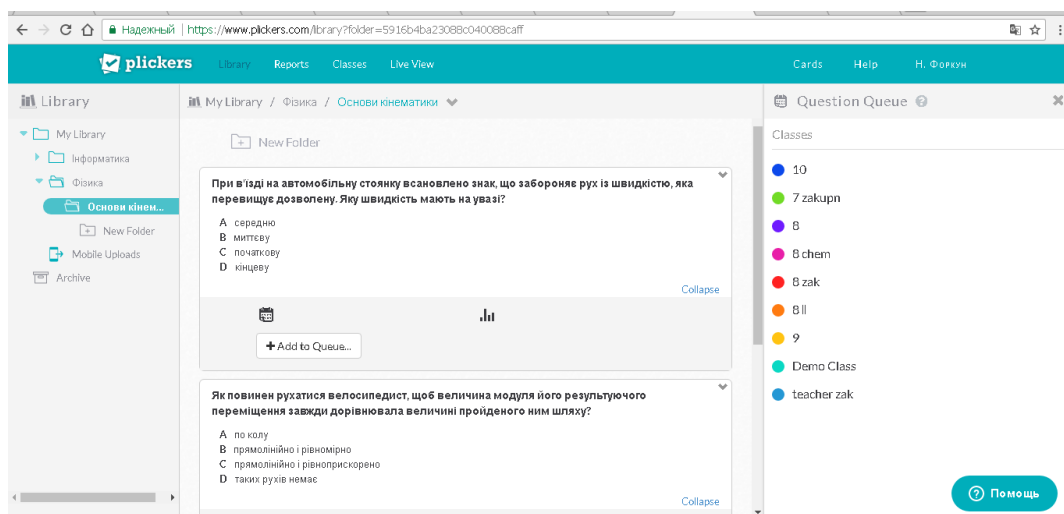 Надежный | https://www.plickers.com/library?folder=5916b4ba23088c040088caff
plickers Library Reports Classes Live View Cards Help Н. Форкун
Library
My Library / Фізика / Основи кінематики
Question Queue
My Library
Інформатика
Фізика
Основи кінем...
New Folder
Mobile Uploads
Archive
New Folder
При в'їзді на автомобільну стоянку всановлено знак, що забороняє рух із швидкістю, яка
перевищує дозволену. Яку швидкість мають на увазі?
A середню
B миттєву
C початкову
D кінцеву
Collapse
+ Add to Queue...
Як повинен рухатися велосипедист, щоб величина модуля його результуючого
переміщення завжди дорівнювала величині пройденого ним шляху?
A по колу
B прямолінійно і рівномірно
C прямолінійно і рівноприскорено
D таких рухів немає
Collapse
Classes
10
7 zakupn
8
8 chem
8 zak
8 ll
9
Demo Class
teacher zak
Помощь